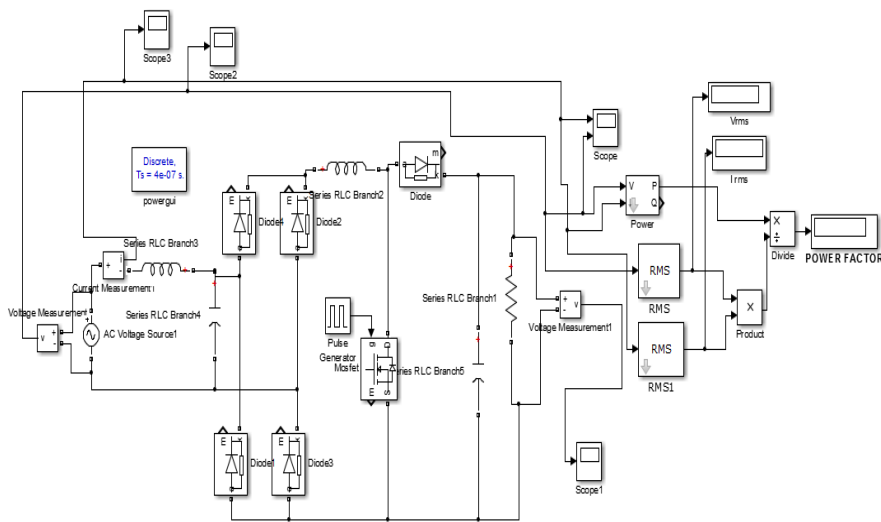 Scope3
Scope2
Vrms
Scope
I rms
Discrete,
Ts = 4e-07 s.
powergui
m
a
k
Diode
Series RLC Branch2
E
Diode4
E
Diode2
V
P
I
Q
Power
×
÷
Divide
POWER FACTOR
Series RLC Branch3
+
-
i
Current Measurement1
RMS
RMS
Series RLC Branch1
+
-
v
Voltage Measurement1
×
Product
Voltage Measurement
+
-
v
AC Voltage Source1
Series RLC Branch4
Pulse
Generator
Mosfet
g
D
S
E
Series RLC Branch5
RMS
RMS1
E
Diode1
E
Diode3
Scope1